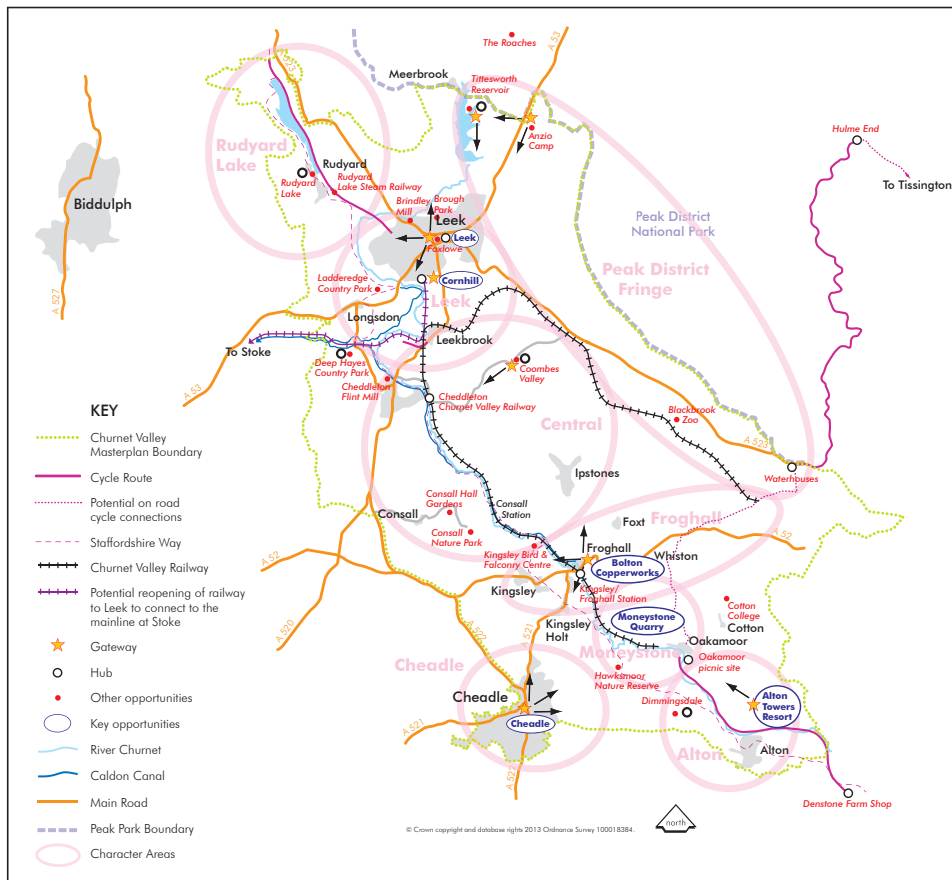 A 53
The Roaches
A 523
Meerbrook
Tittesworth
Reservoir
Anzio
Camp
Hulme End
To Tissington
Rudyard
Lake
Rudyard
Rudyard
Lake Steam Railway
Rudyard
Lake
Biddulph
Brindley
Mill
Brough
Park
Leek
Leek
Foxlowe
Peak District
National Park
Peak District
Fringe
Cornhill
Ladderedge
Country Park
Leek
A 527
Longsdon
Leekbrook
To Stoke
Deep Hayes
Country Park
Coombes
Valley
A 53
Cheddleton
Flint Mill
Cheddleton
Churnet Valley Railway
Blackbrook
Zoo
Central
A 523
Ipstones
Waterhouses
Consall Hall
Gardens
Consall
Station
Consall
Foxt
Froghall
Consall
Nature Park
A 52
A 52
Kingsley Bird &
Falconry Centre
Froghall
Whiston
Bolton
Copperworks
Kingsley
Kingsley/
Froghall Station
Cotton
College
Moneystone
Quarry
Kingsley
Holt
Cotton
A 520
A 522
A 521
Oakamoor
Moneystone
Oakamoor
picnic site
Cheadle
Hawksmoor
Nature Reserve
Cheadle
Dimmingsdale
Alton
Towers
Resort
Cheadle
A 521
Alton
Alton
A 522
Denstone Farm Shop
KEY
Churnet Valley
Masterplan Boundary
Cycle Route
Potential on road
cycle connections
Staffordshire Way
Churnet Valley Railway
Potential reopening of railway
to Leek to connect to the
mainline at Stoke
Gateway
Hub
Other opportunities
Key opportunities
River Churnet
Caldon Canal
Main Road
Peak Park Boundary
Character Areas
© Crown copyright and database rights 2013 Ordnance Survey 100018384.
north